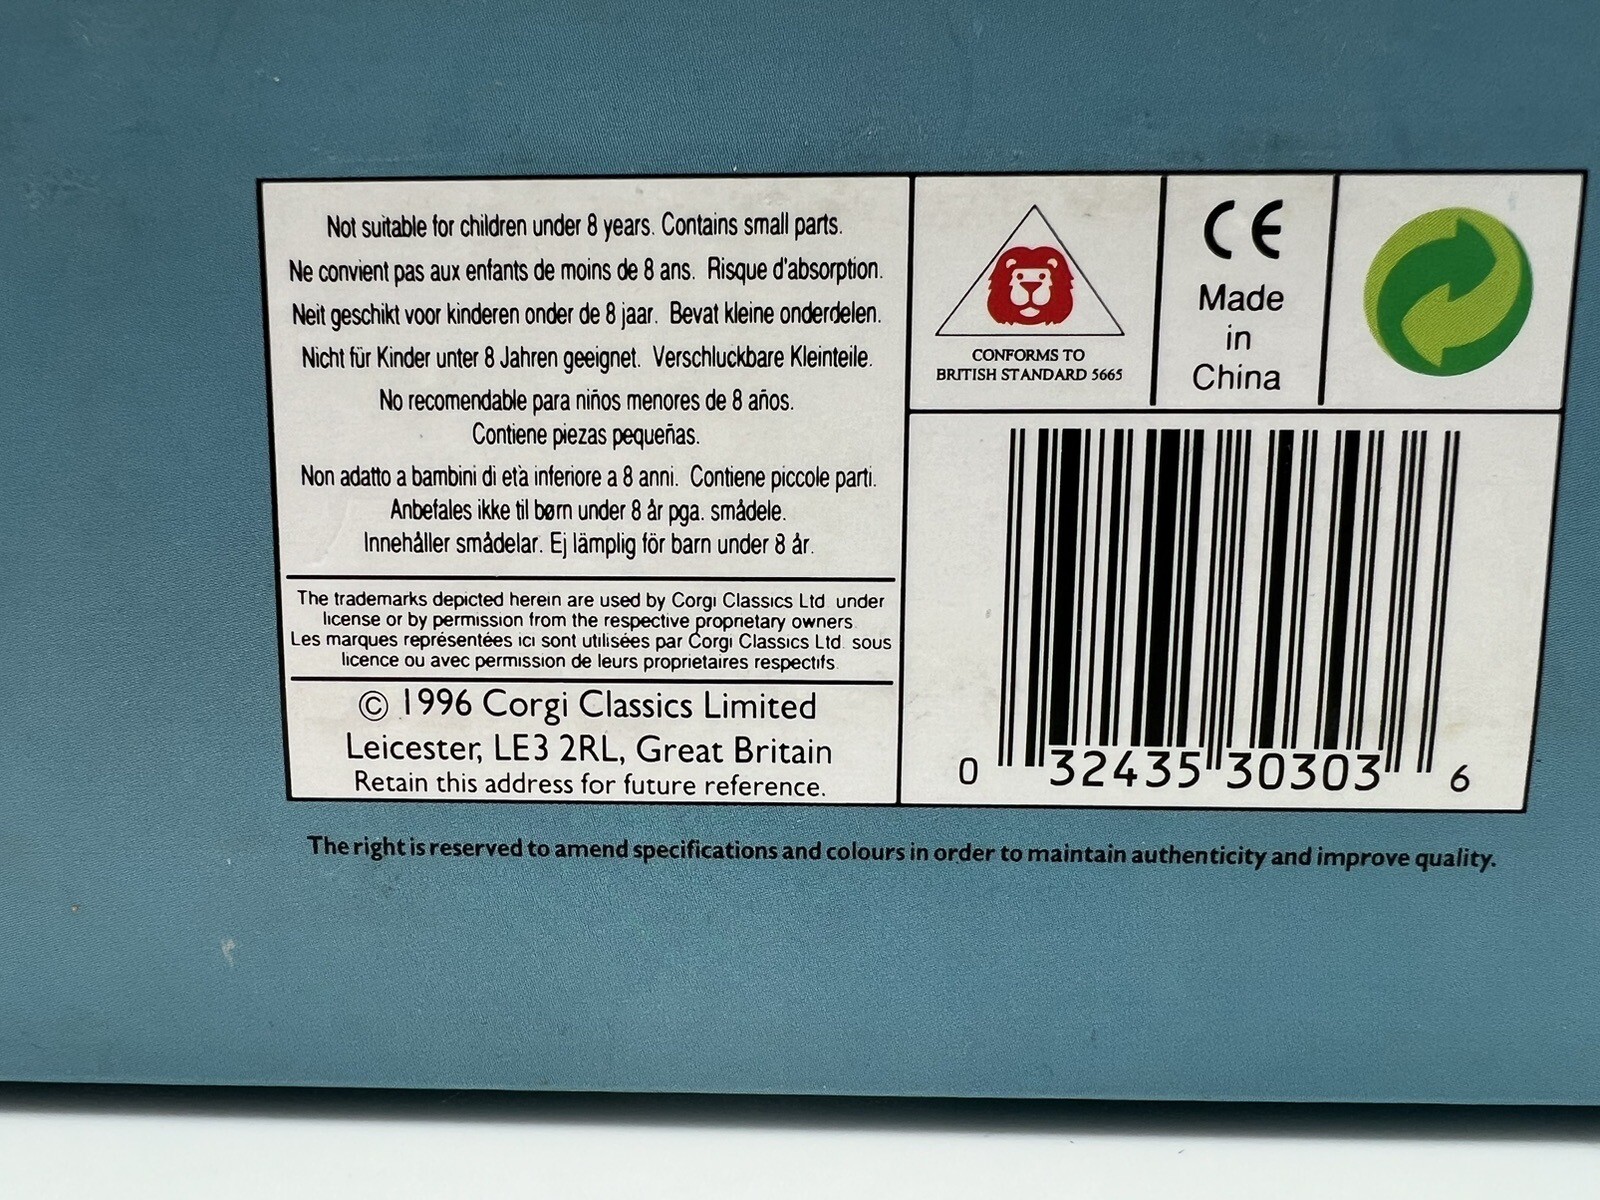 Not suitable for children under 8 years. Contains small parts.
Ne convient pas aux enfants de moins de 8 ans. Risque d'absorption.
Neit geschikt voor kinderen onder de 8 jaar. Bevat kleine onderdelen.
Nicht für Kinder unter 8 Jahren geeignet. Verschluckbare Kleinteile.
No recomendable para niños menores de 8 años.
Contiene piezas pequeñas.
Non adatto a bambini di età inferiore a 8 anni. Contiene piccole parti.
Anbefales ikke til børn under 8 år pga. smådele.
Innehåller smådelar. Ej lämplig för barn under 8 år.
The trademarks depicted herein are used by Corgi Classics Ltd. under
license or by permission from the respective proprietary owners.
Les marques représentées ici sont utilisées par Corgi Classics Ltd. sous
licence ou avec permission de leurs proprietaires respectifs.
© 1996 Corgi Classics Limited
Leicester, LE3 2RL, Great Britain
Retain this address for future reference.
CONFORMS TO
BRITISH STANDARD 5665
CE
Made
in
China
0 32435 30303 6
The right is reserved to amend specifications and colours in order to maintain authenticity and improve quality.